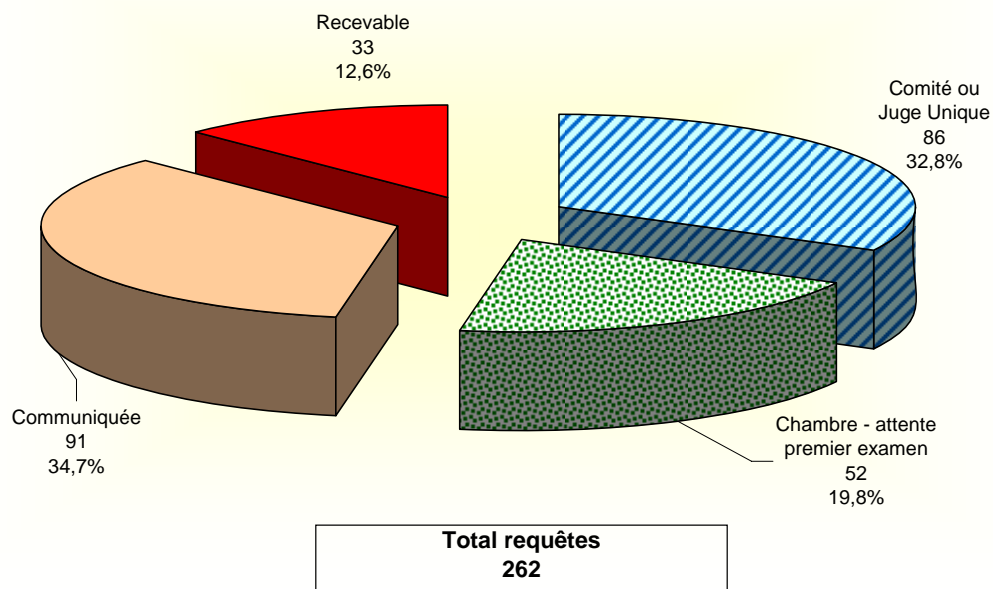 Recevable
33
12,6%
Comité ou
Juge Unique
86
32,8%
Communiquée
91
34,7%
Chambre - attente
premier examen
52
19,8%
Total requêtes
262